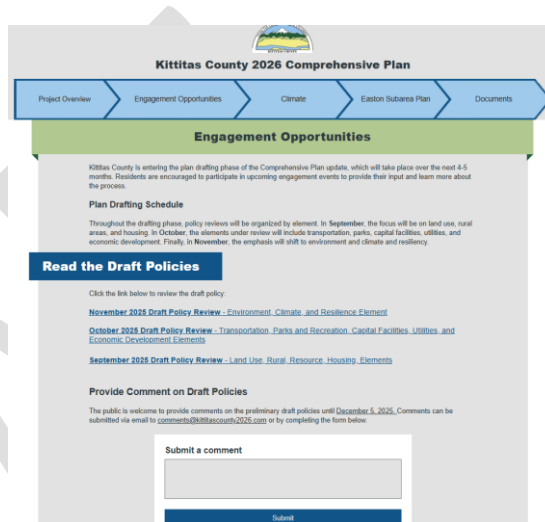 Kittitas County 2026 Comprehensive Plan
Project Overview
Engagement Opportunities
Climate
Easton Subarea Plan
Documents
Engagement Opportunities
Kittitas County is entering the plan drafting phase of the Comprehensive Plan update, which will take place over the next 4-5
months. Residents are encouraged to participate in upcoming engagement events to provide their input and learn more about
the process.
Plan Drafting Schedule
Throughout the drafting phase, policy reviews will be organized by element. In September, the focus will be on land use, rural
areas, and housing. In October, the elements under review will include transportation, parks, capital facilities, utilities, and
economic development. Finally, in November, the emphasis will shift to environment and climate and resiliency.
Read the Draft Policies
Click the link below to review the draft policy:
November 2025 Draft Policy Review - Environment, Climate, and Resilience Element
October 2025 Draft Policy Review - Transportation, Parks and Recreation, Capital Facilities, Utilities, and
Economic Development Elements
September 2025 Draft Policy Review - Land Use, Rural, Resource, Housing, Elements
Provide Comment on Draft Policies
The public is welcome to provide comments on the preliminary draft policies until December 5, 2025. Comments can be
submitted via email to comments@kittitascounty2026.com or by completing the form below.
Submit a comment
Submit